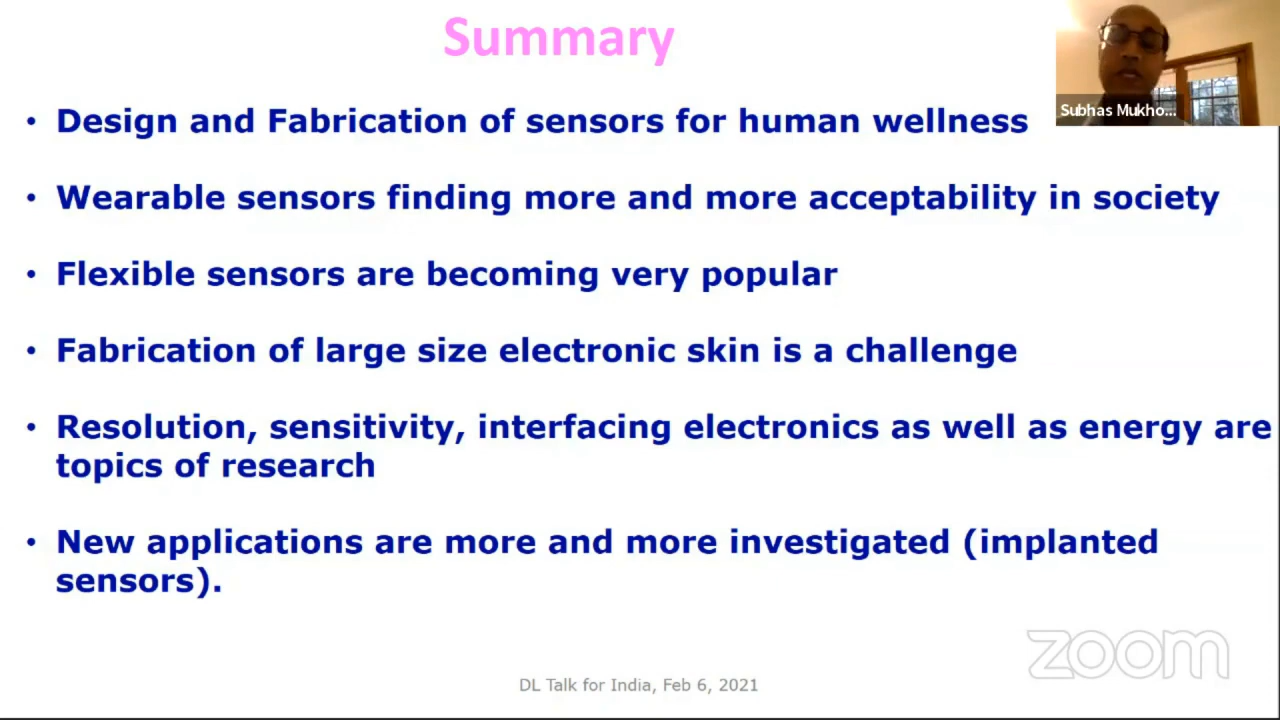 Summary
Subhas Mukho...
• Design and Fabrication of sensors for human wellness
• Wearable sensors finding more and more acceptability in society
• Flexible sensors are becoming very popular
• Fabrication of large size electronic skin is a challenge
• Resolution, sensitivity, interfacing electronics as well as energy are
topics of research
• New applications are more and more investigated (implanted
sensors).
zoom
DL Talk for India, Feb 6, 2021